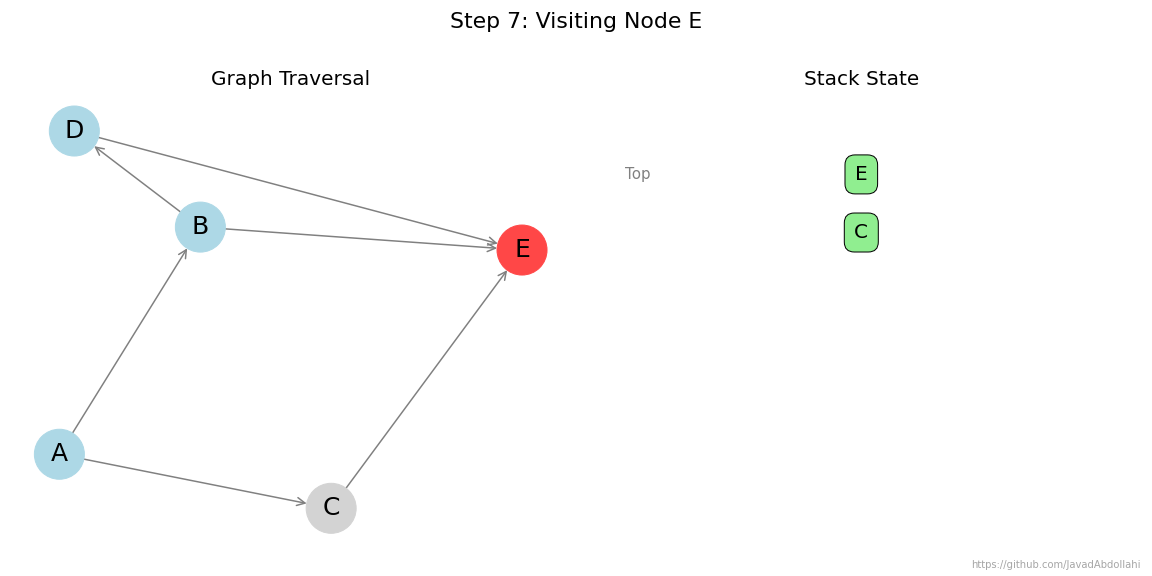 Step 7: Visiting Node E
Graph Traversal
D
B
E
A
C
Stack State
Top
E
C
https://github.com/JavadAbdollahi